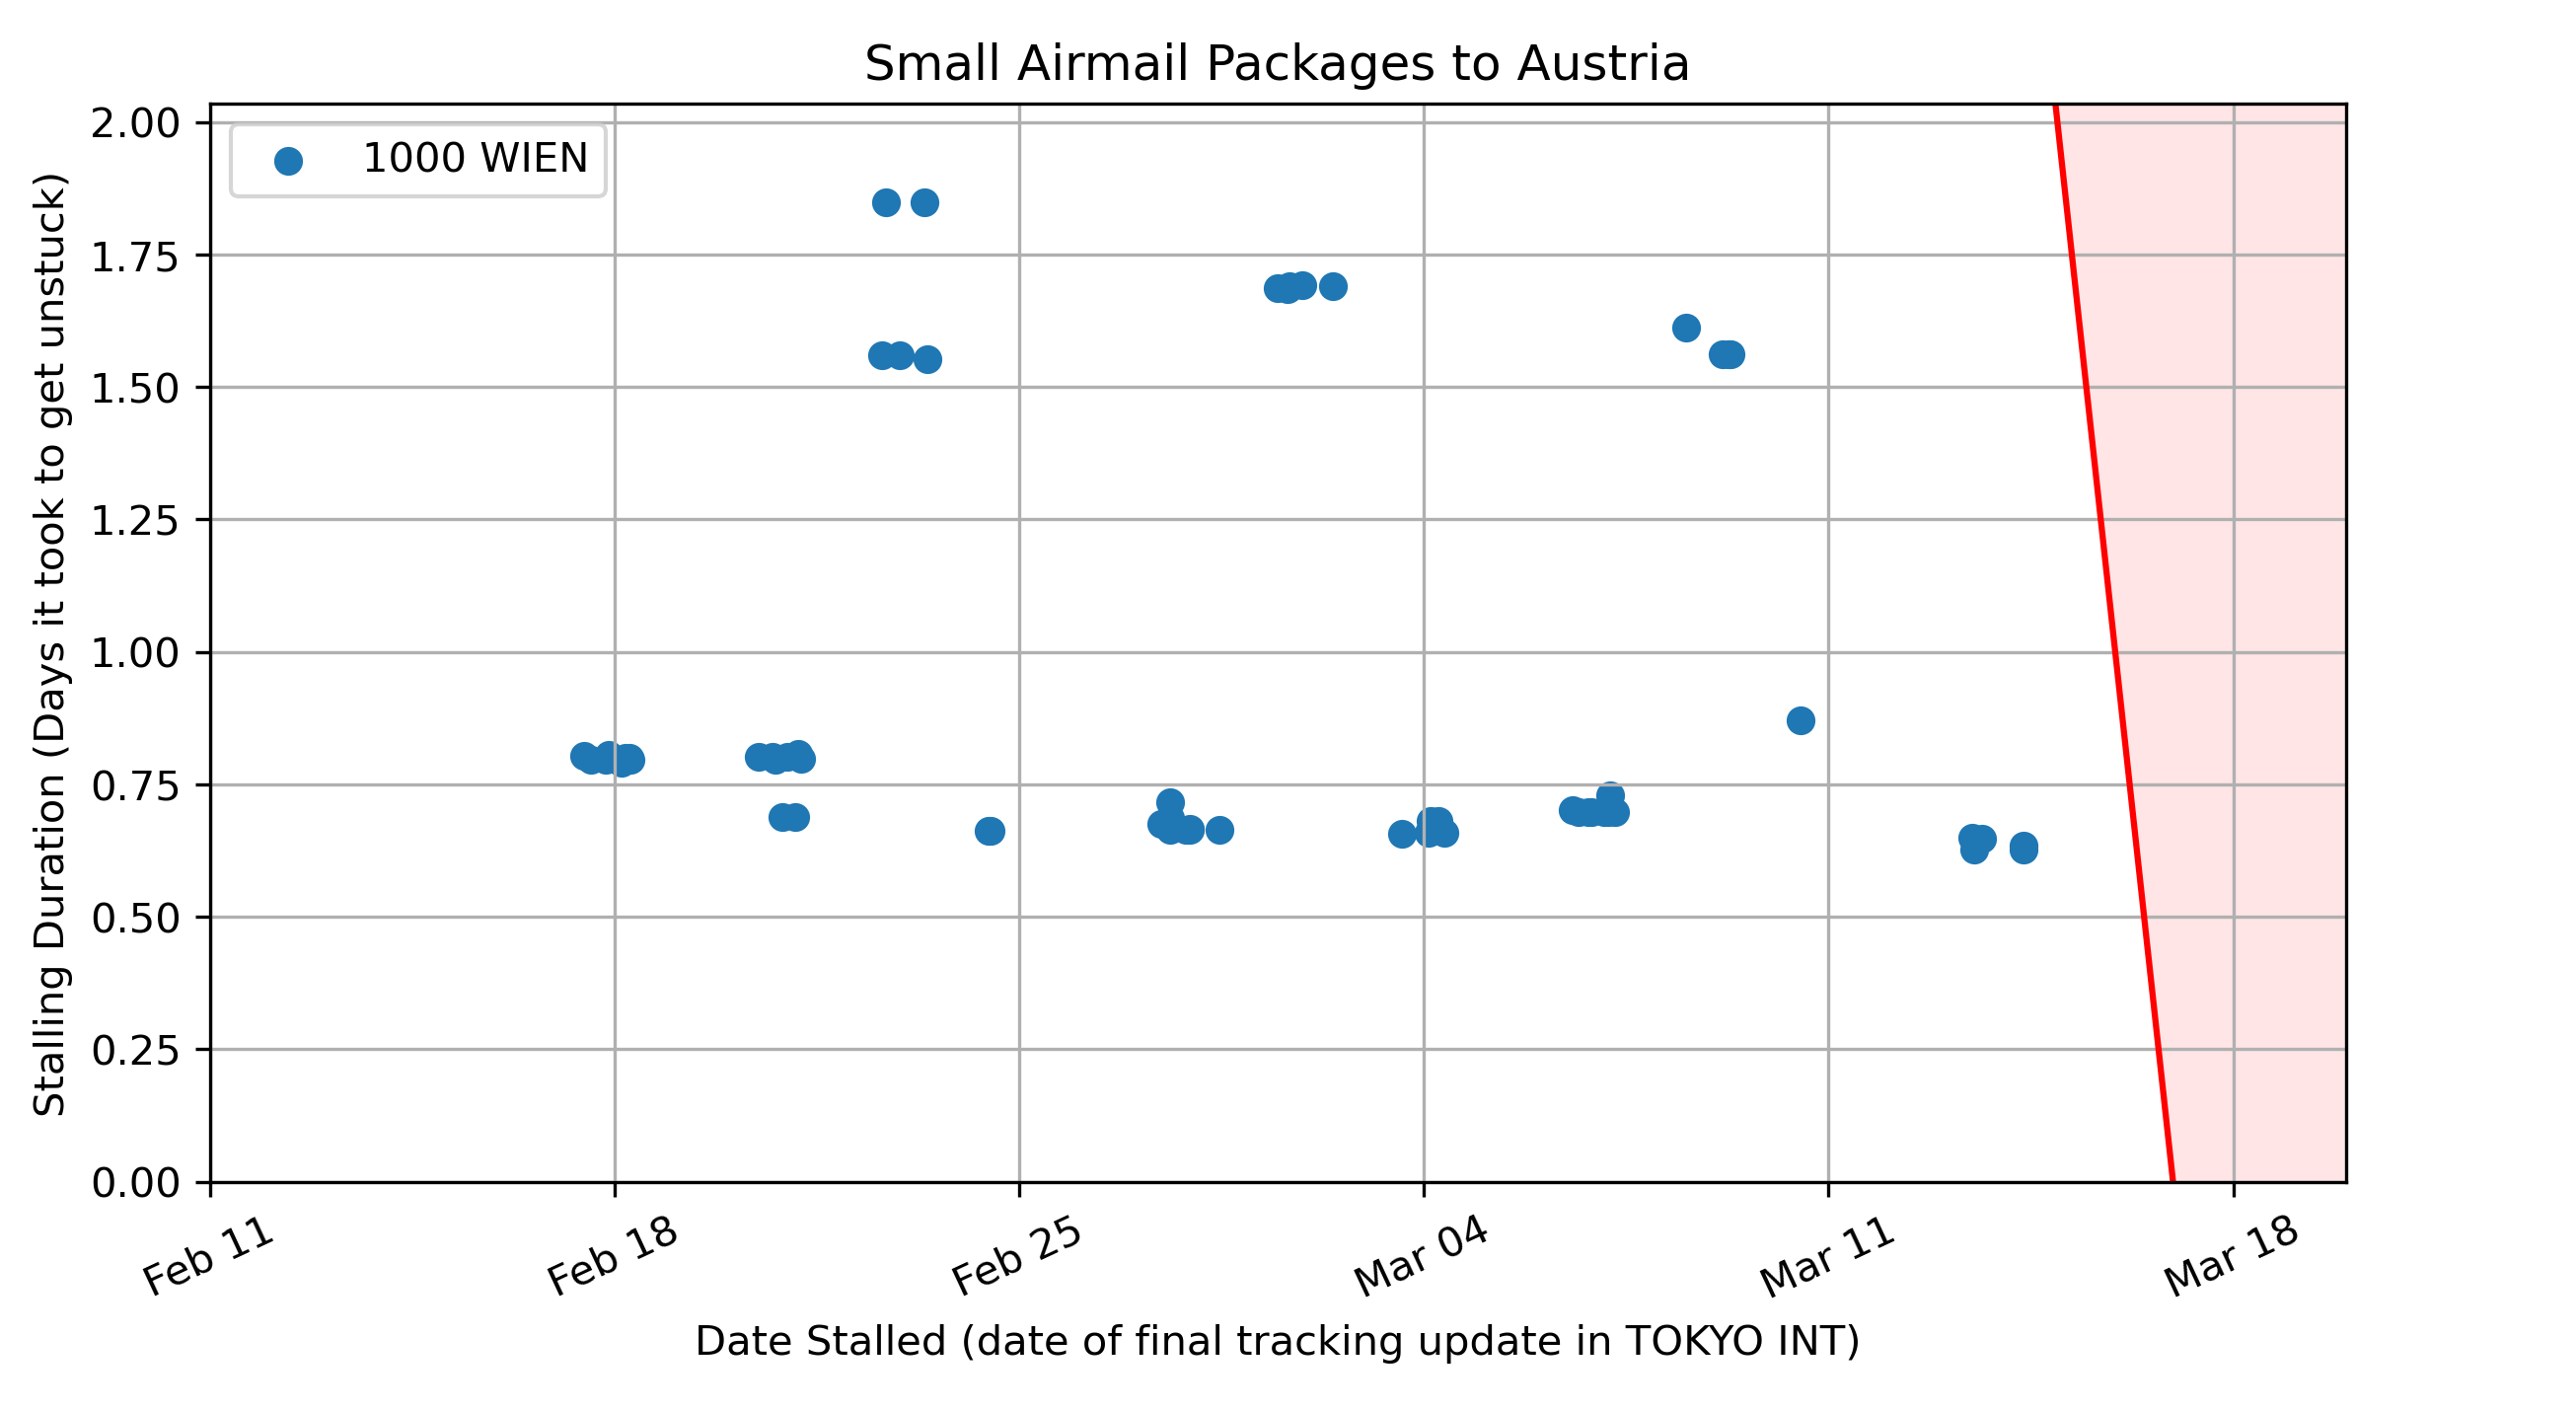 Small Airmail Packages to Austria
1000 WIEN
Stalling Duration (Days it took to get unstuck)
2.00
1.75
1.50
1.25
1.00
0.75
0.50
0.25
0.00
Feb 11
Feb 18
Feb 25
Mar 04
Mar 11
Mar 18
Date Stalled (date of final tracking update in TOKYO INT)